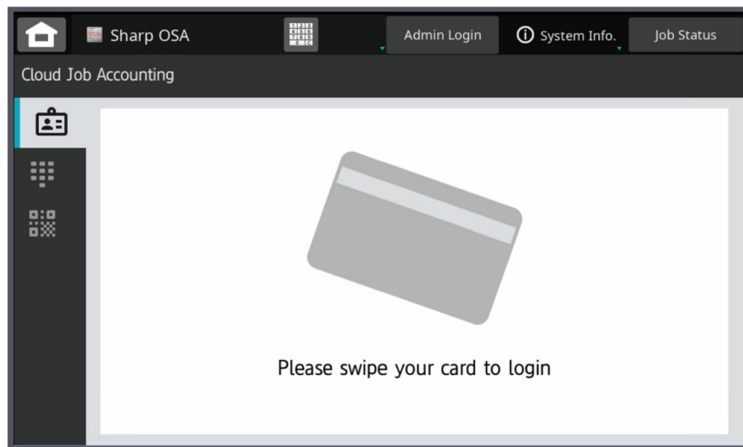 Sharp OSA
Admin Login
System Info.
Job Status
Cloud Job Accounting
Please swipe your card to login